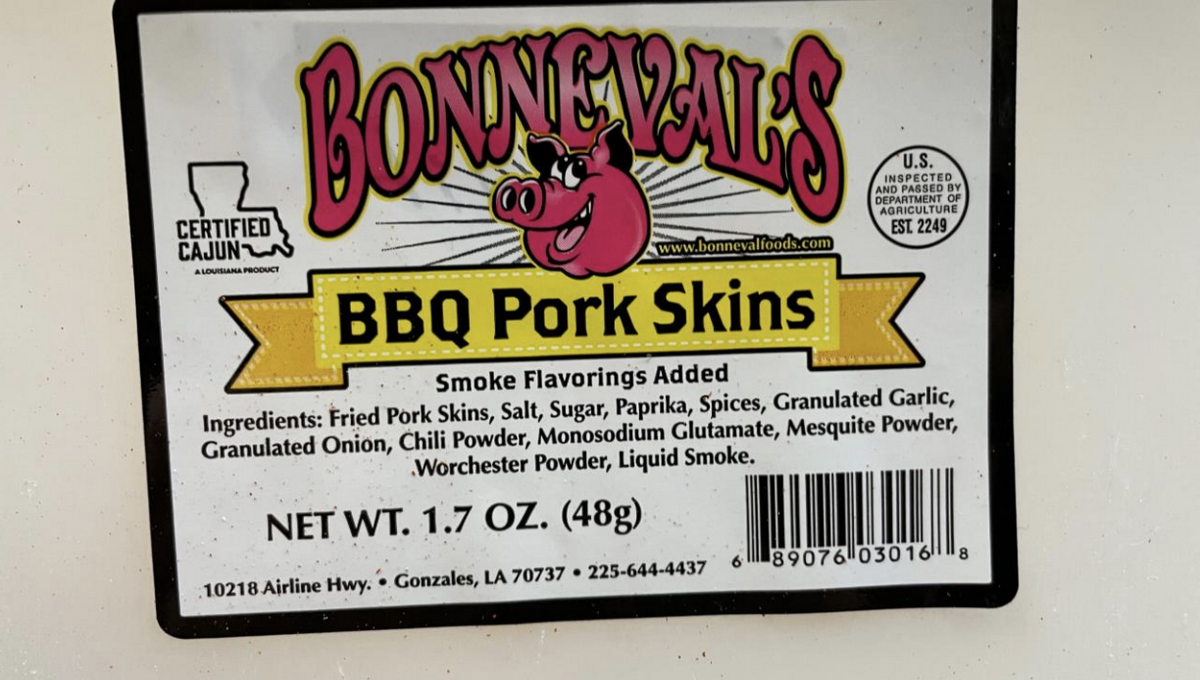 BONNEVAL'S
CERTIFIED
CAJUN
A LOUISIANA PRODUCT
U.S.
INSPECTED
AND PASSED BY
DEPARTMENT OF
AGRICULTURE
EST. 2249
www.bonnevalfoods.com
BBQ Pork Skins
Smoke Flavorings Added
Ingredients: Fried Pork Skins, Salt, Sugar, Paprika, Spices, Granulated Garlic,
Granulated Onion, Chili Powder, Monosodium Glutamate, Mesquite Powder,
Worchester Powder, Liquid Smoke.
NET WT. 1.7 OZ. (48g)
10218 Airline Hwy. • Gonzales, LA 70737 • 225-644-4437
6 89076 03016 8